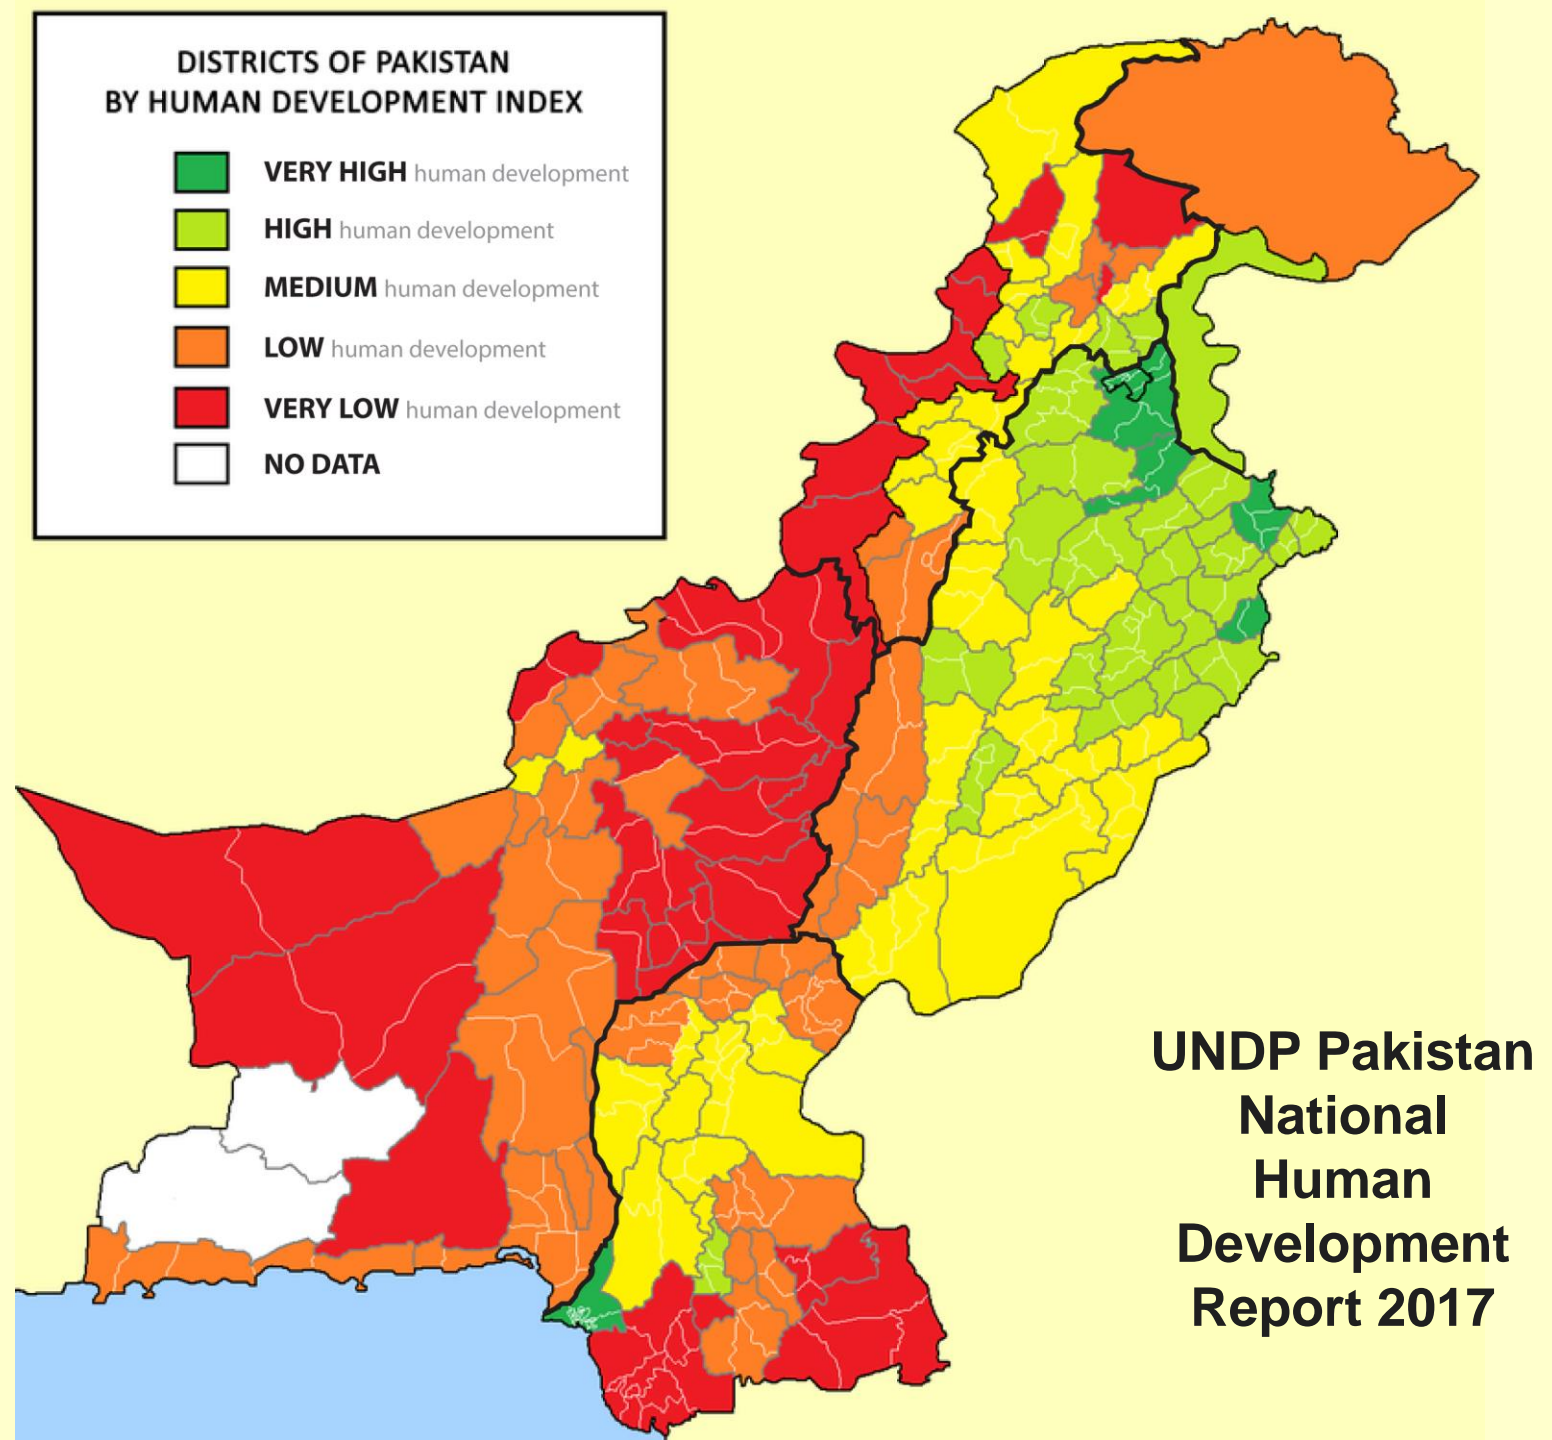 DISTRICTS OF PAKISTAN
BY HUMAN DEVELOPMENT INDEX
VERY HIGH human development
HIGH human development
MEDIUM human development
LOW human development
VERY LOW human development
NO DATA
UNDP Pakistan
National
Human
Development
Report 2017